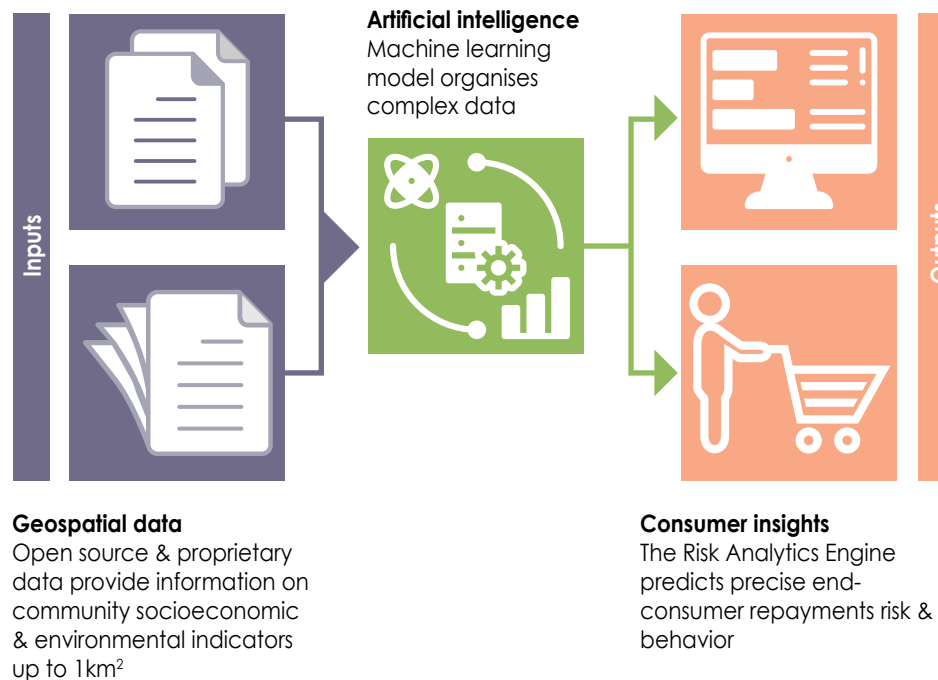 Artificial intelligence
Machine learning
model organises
complex data
Inputs
Geospatial data
Open source & proprietary
data provide information on
community socioeconomic
& environmental indicators
up to 1km²
Consumer insights
The Risk Analytics Engine
predicts precise end-
consumer repayments risk &
behavior